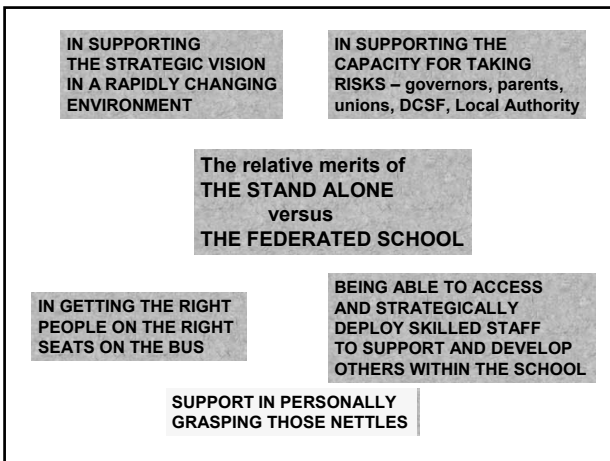 IN SUPPORTING
THE STRATEGIC VISION
IN A RAPIDLY CHANGING
ENVIRONMENT
IN SUPPORTING THE
CAPACITY FOR TAKING
RISKS – governors, parents,
unions, DCSF, Local Authority
The relative merits of
THE STAND ALONE
versus
THE FEDERATED SCHOOL
IN GETTING THE RIGHT
PEOPLE ON THE RIGHT
SEATS ON THE BUS
BEING ABLE TO ACCESS
AND STRATEGICALLY
DEPLOY SKILLED STAFF
TO SUPPORT AND DEVELOP
OTHERS WITHIN THE SCHOOL
SUPPORT IN PERSONALLY
GRASPING THOSE NETTLES